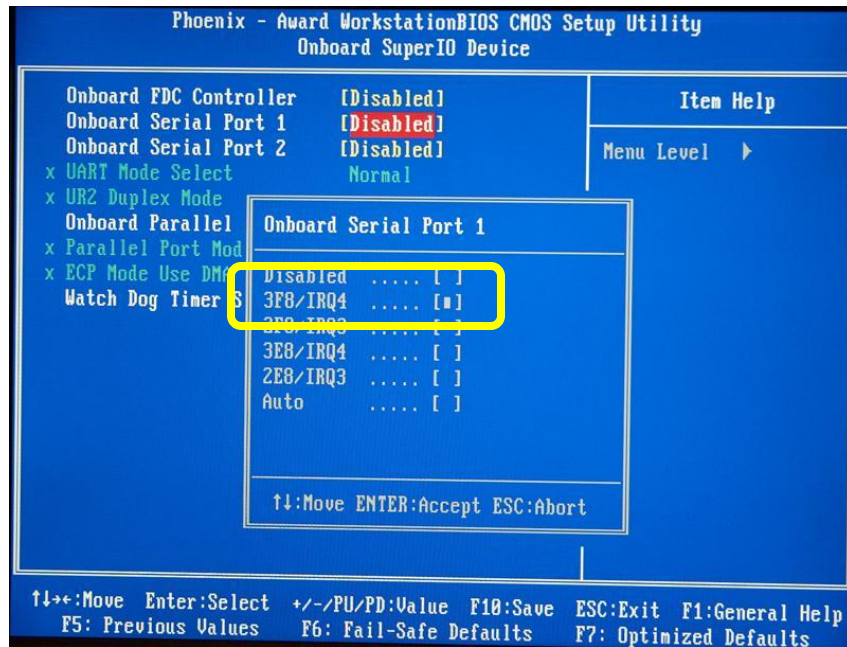 Phoenix - Award WorkstationBIOS CMOS Setup Utility
Onboard SuperIO Device
Onboard FDC Controller [Disabled]
Onboard Serial Port 1 [Disabled]
Onboard Serial Port 2 [Disabled]
x UART Mode Select Normal
x UR2 Duplex Mode
Onboard Parallel
x Parallel Port Mod
x ECP Mode Use DMA
Watch Dog Timer S
Item Help
Menu Level ▶
Onboard Serial Port 1
Disabled ..... [ ]
3F8/IRQ4 ..... [■]
2F8/IRQ3 ..... [ ]
3E8/IRQ4 ..... [ ]
2E8/IRQ3 ..... [ ]
Auto ..... [ ]
↑↓:Move ENTER:Accept ESC:Abort
↑↓→←:Move Enter:Select +/-/PU/PD:Value F10:Save ESC:Exit F1:General Help
F5: Previous Values F6: Fail-Safe Defaults F7: Optimized Defaults